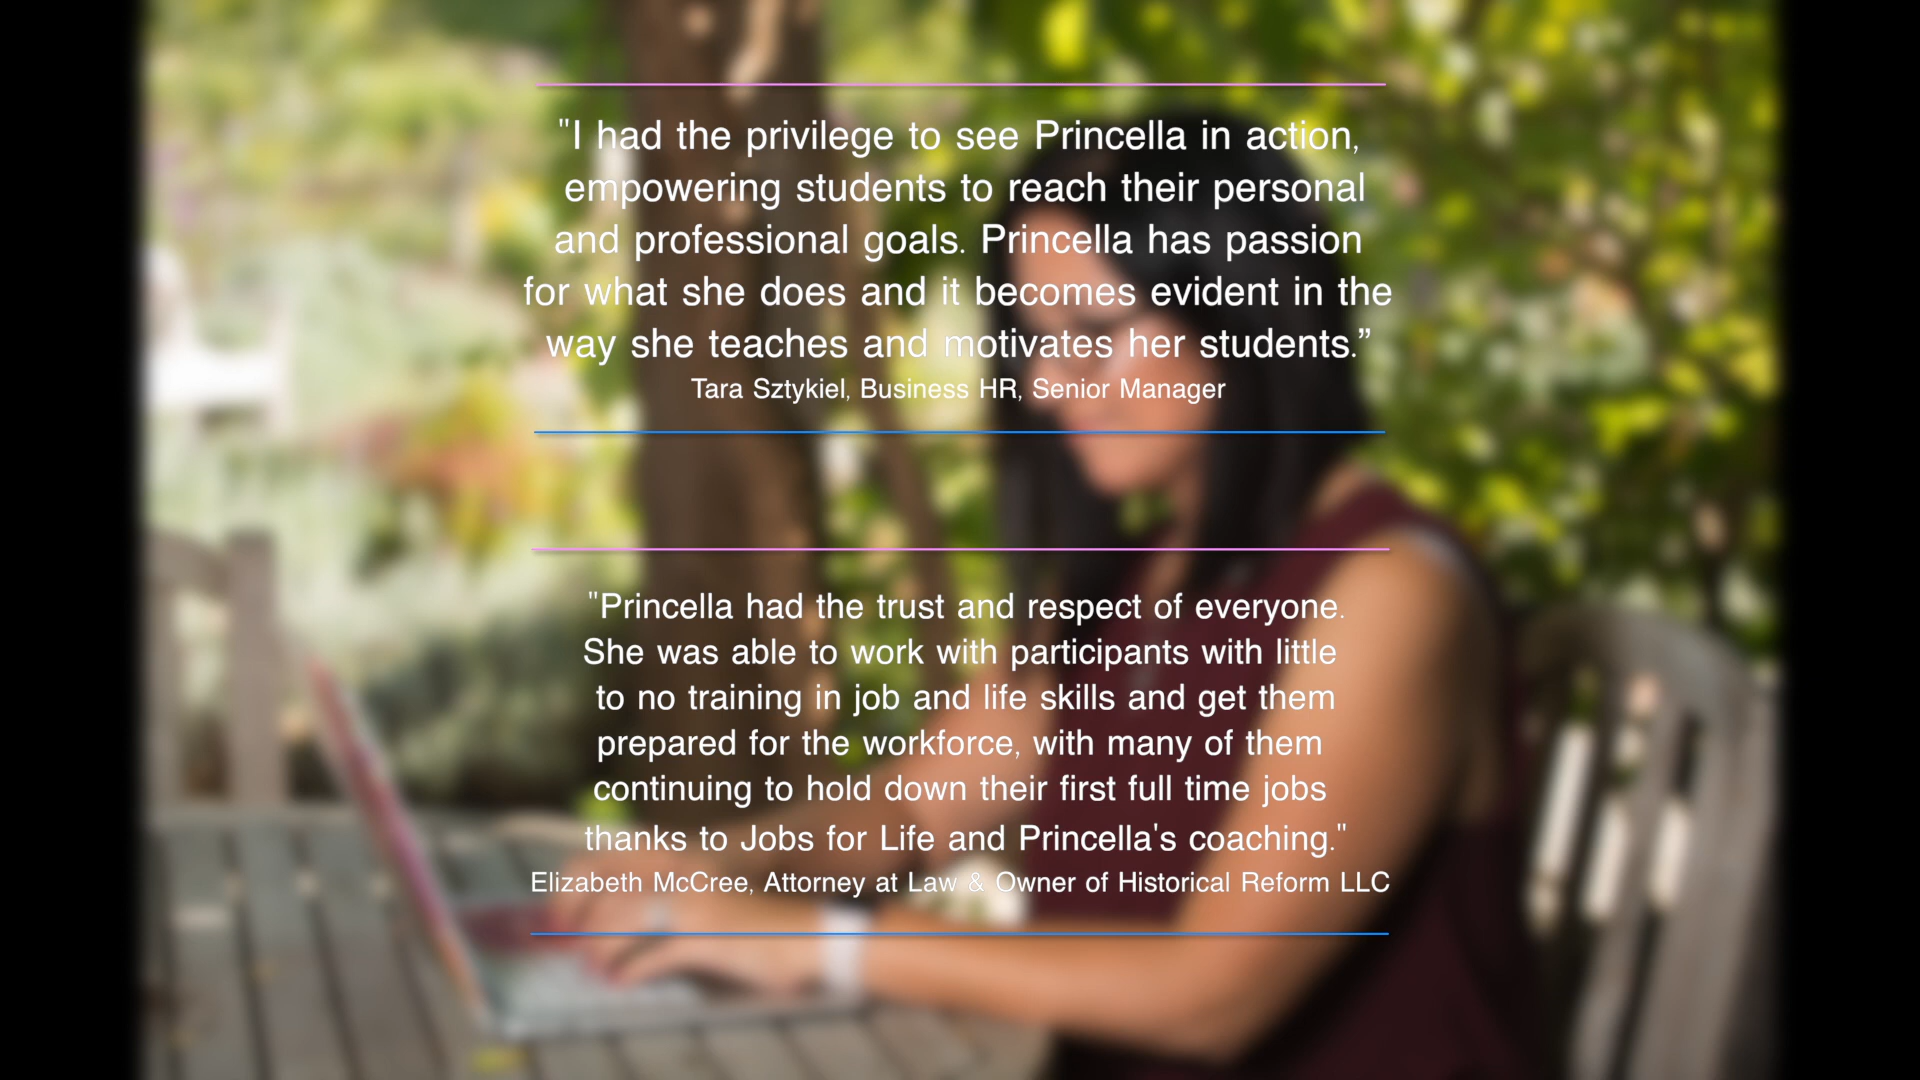 "I had the privilege to see Princella in action,
empowering students to reach their personal
and professional goals. Princella has passion
for what she does and it becomes evident in the
way she teaches and motivates her students.”
Tara Sztykiel, Business HR, Senior Manager
"Princella had the trust and respect of everyone.
She was able to work with participants with little
to no training in job and life skills and get them
prepared for the workforce, with many of them
continuing to hold down their first full time jobs
thanks to Jobs for Life and Princella's coaching."
Elizabeth McCree, Attorney at Law & Owner of Historical Reform LLC